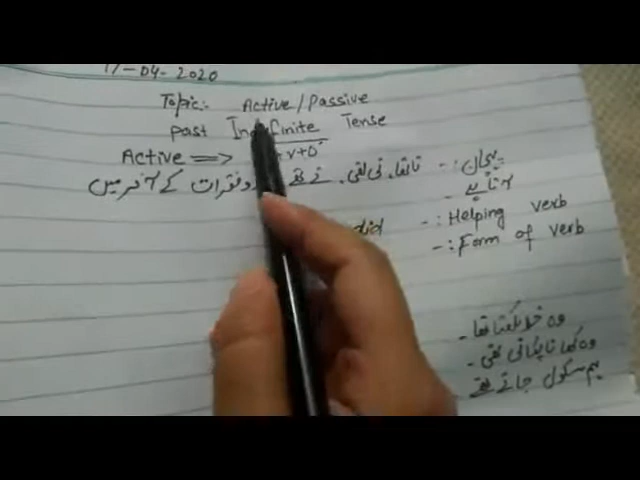 17-04-2020
Topic: Active/Passive
Past Indefinite Tense
Active => v+o
پہچان :- تا تھا۔ تی تھی۔ تے تھے فقرات کے آخر میں
آتا ہے۔
Helping verb :- did
Form of verb :-
وہ خط لکھتا تھا۔
وہ کھانا پکاتی تھی۔
ہم سکول جاتے تھے